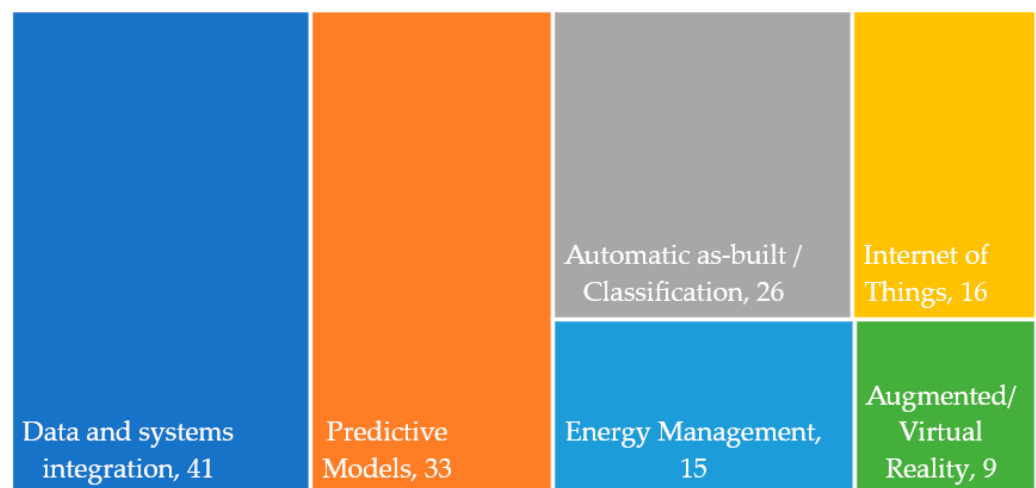 Data and systems
integration, 41
Predictive
Models, 33
Automatic as-built /
Classification, 26
Internet of
Things, 16
Energy Management,
15
Augmented/
Virtual
Reality, 9